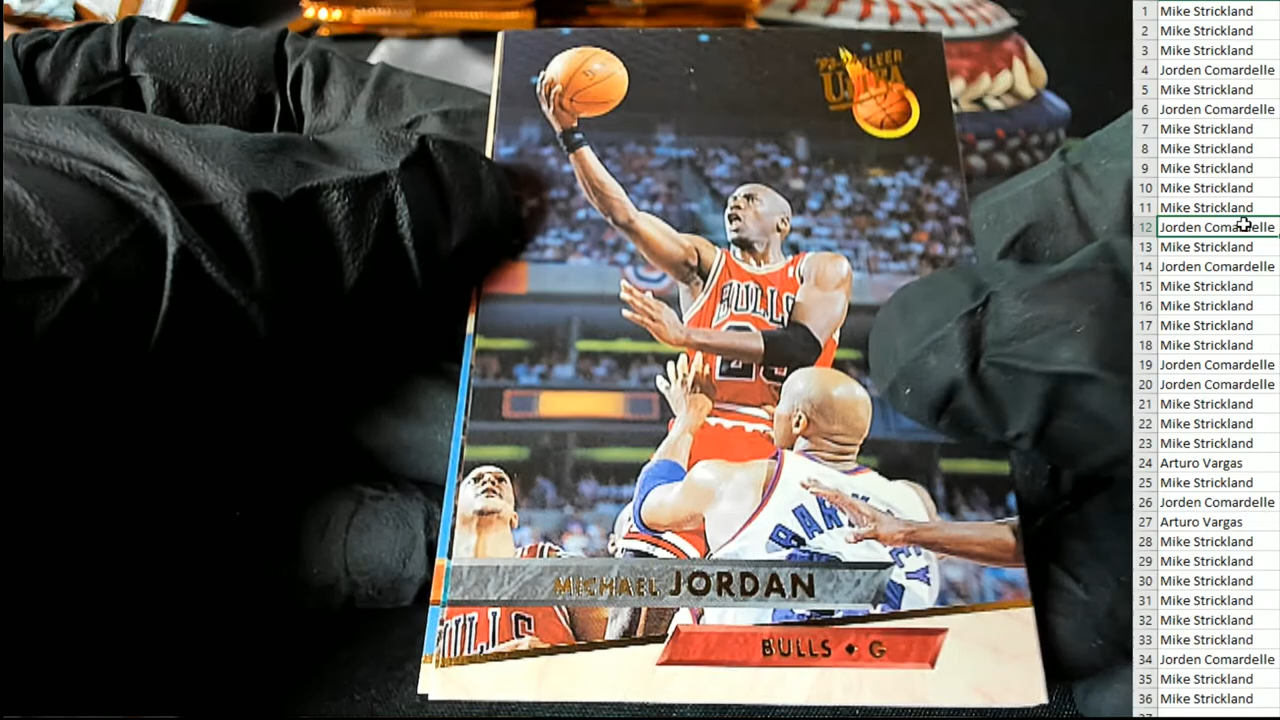 FLEER
ULTRA
BULLS
23
BARKLEY
MICHAEL JORDAN
BULLS
BULLS • G
1 Mike Strickland
2 Mike Strickland
3 Mike Strickland
4 Jorden Comardelle
5 Mike Strickland
6 Jorden Comardelle
7 Mike Strickland
8 Mike Strickland
9 Mike Strickland
10 Mike Strickland
11 Mike Strickland
12 Jorden Comardelle
13 Mike Strickland
14 Jorden Comardelle
15 Mike Strickland
16 Mike Strickland
17 Mike Strickland
18 Mike Strickland
19 Jorden Comardelle
20 Jorden Comardelle
21 Mike Strickland
22 Mike Strickland
23 Mike Strickland
24 Arturo Vargas
25 Mike Strickland
26 Jorden Comardelle
27 Arturo Vargas
28 Mike Strickland
29 Mike Strickland
30 Mike Strickland
31 Mike Strickland
32 Mike Strickland
33 Mike Strickland
34 Jorden Comardelle
35 Mike Strickland
36 Mike Strickland